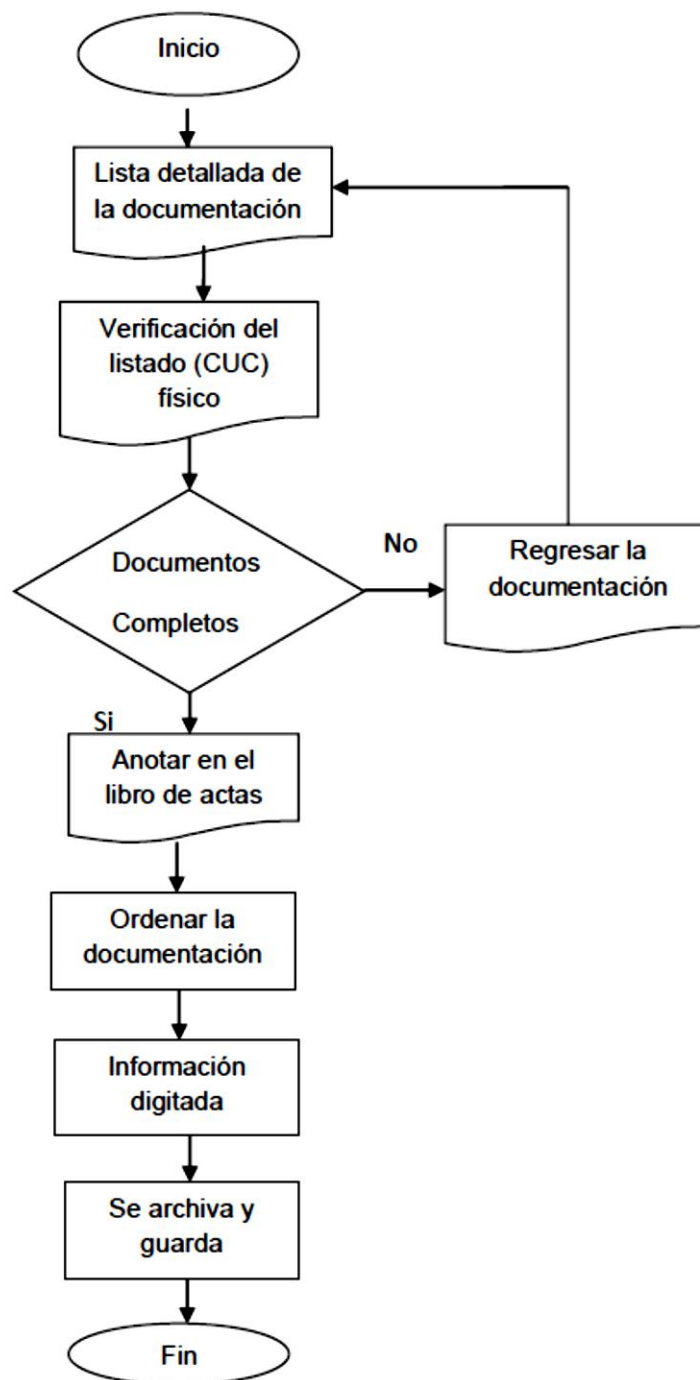 Inicio
Lista detallada de
la documentación
Verificación del
listado (CUC)
físico
Documentos
Completos
No
Regresar la
documentación
Si
Anotar en el
libro de actas
Ordenar la
documentación
Información
digitada
Se archiva y
guarda
Fin